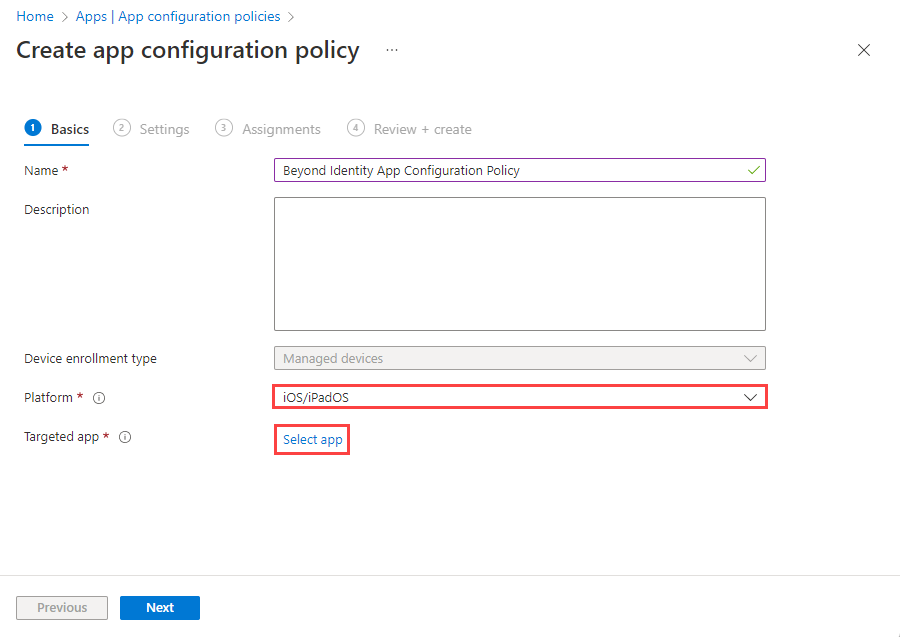 Home > Apps | App configuration policies >
Create app configuration policy ...
1 Basics 2 Settings 3 Assignments 4 Review + create
Name * Beyond Identity App Configuration Policy
Description
Device enrollment type Managed devices
Platform * iOS/iPadOS
Targeted app * Select app
Previous Next